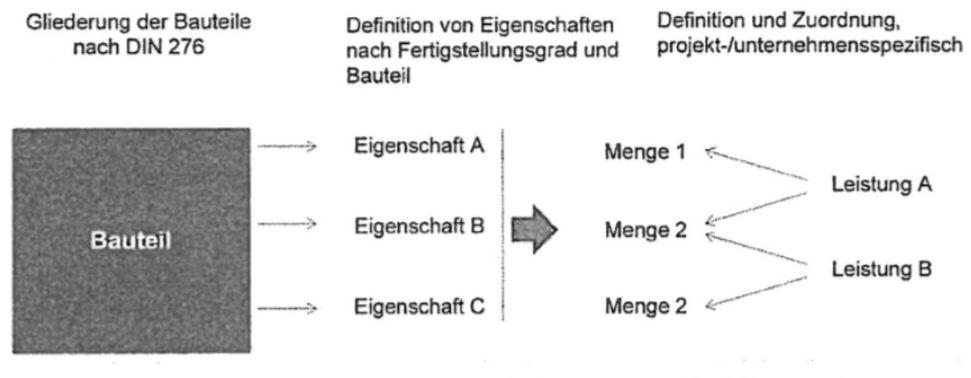 Gliederung der Bauteile
nach DIN 276
Definition von Eigenschaften
nach Fertigstellungsgrad und
Bauteil
Definition und Zuordnung,
projekt-/unternehmensspezifisch
Bauteil
Eigenschaft A
Eigenschaft B
Eigenschaft C
Menge 1
Menge 2
Menge 2
Leistung A
Leistung B